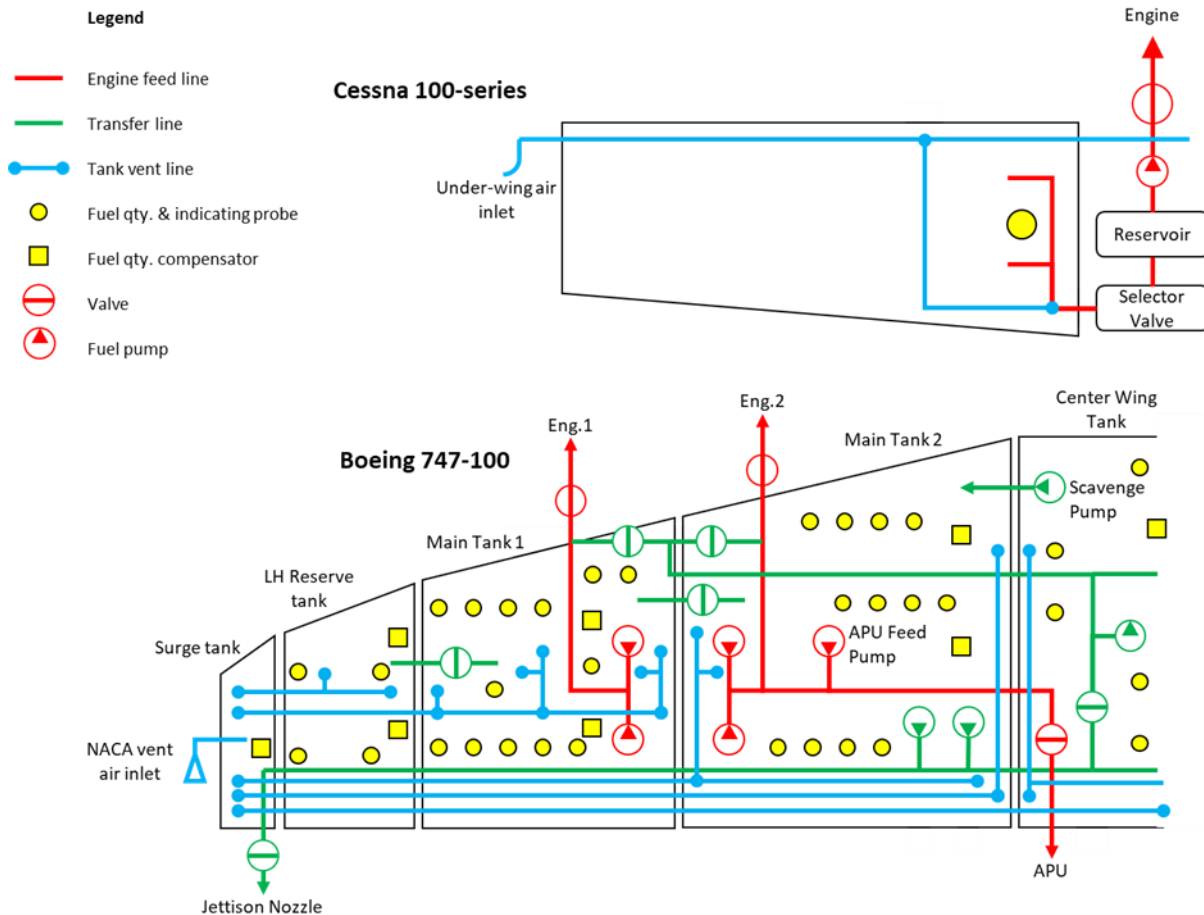 Legend
Engine feed line
Transfer line
Tank vent line
Fuel qty. & indicating probe
Fuel qty. compensator
Valve
Fuel pump
Cessna 100-series
Engine
Under-wing air
inlet
Reservoir
Selector
Valve
Boeing 747-100
Eng.1
Eng.2
Center Wing
Tank
Main Tank 2
Scavenge
Pump
Main Tank 1
LH Reserve
tank
Surge tank
APU Feed
Pump
NACA vent
air inlet
APU
Jettison Nozzle